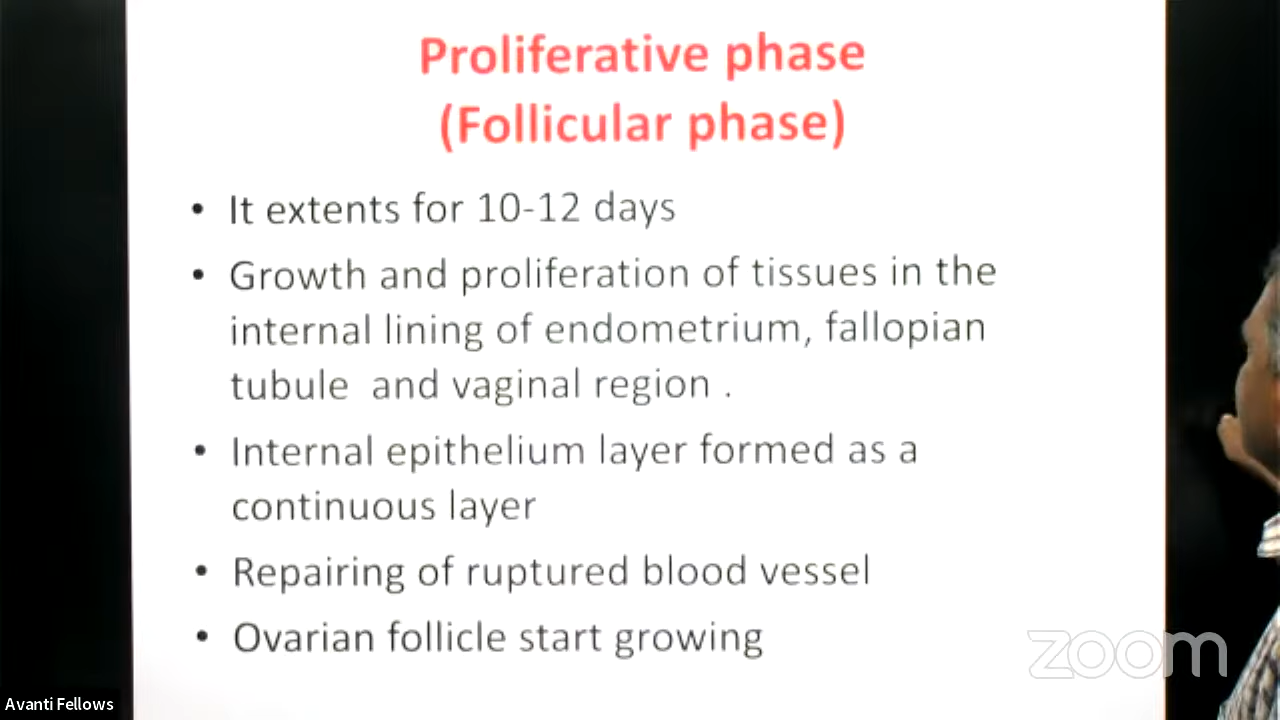 Proliferative phase
(Follicular phase)
• It extents for 10-12 days
• Growth and proliferation of tissues in the
internal lining of endometrium, fallopian
tubule and vaginal region .
• Internal epithelium layer formed as a
continuous layer
• Repairing of ruptured blood vessel
• Ovarian follicle start growing
zoom
Avanti Fellows